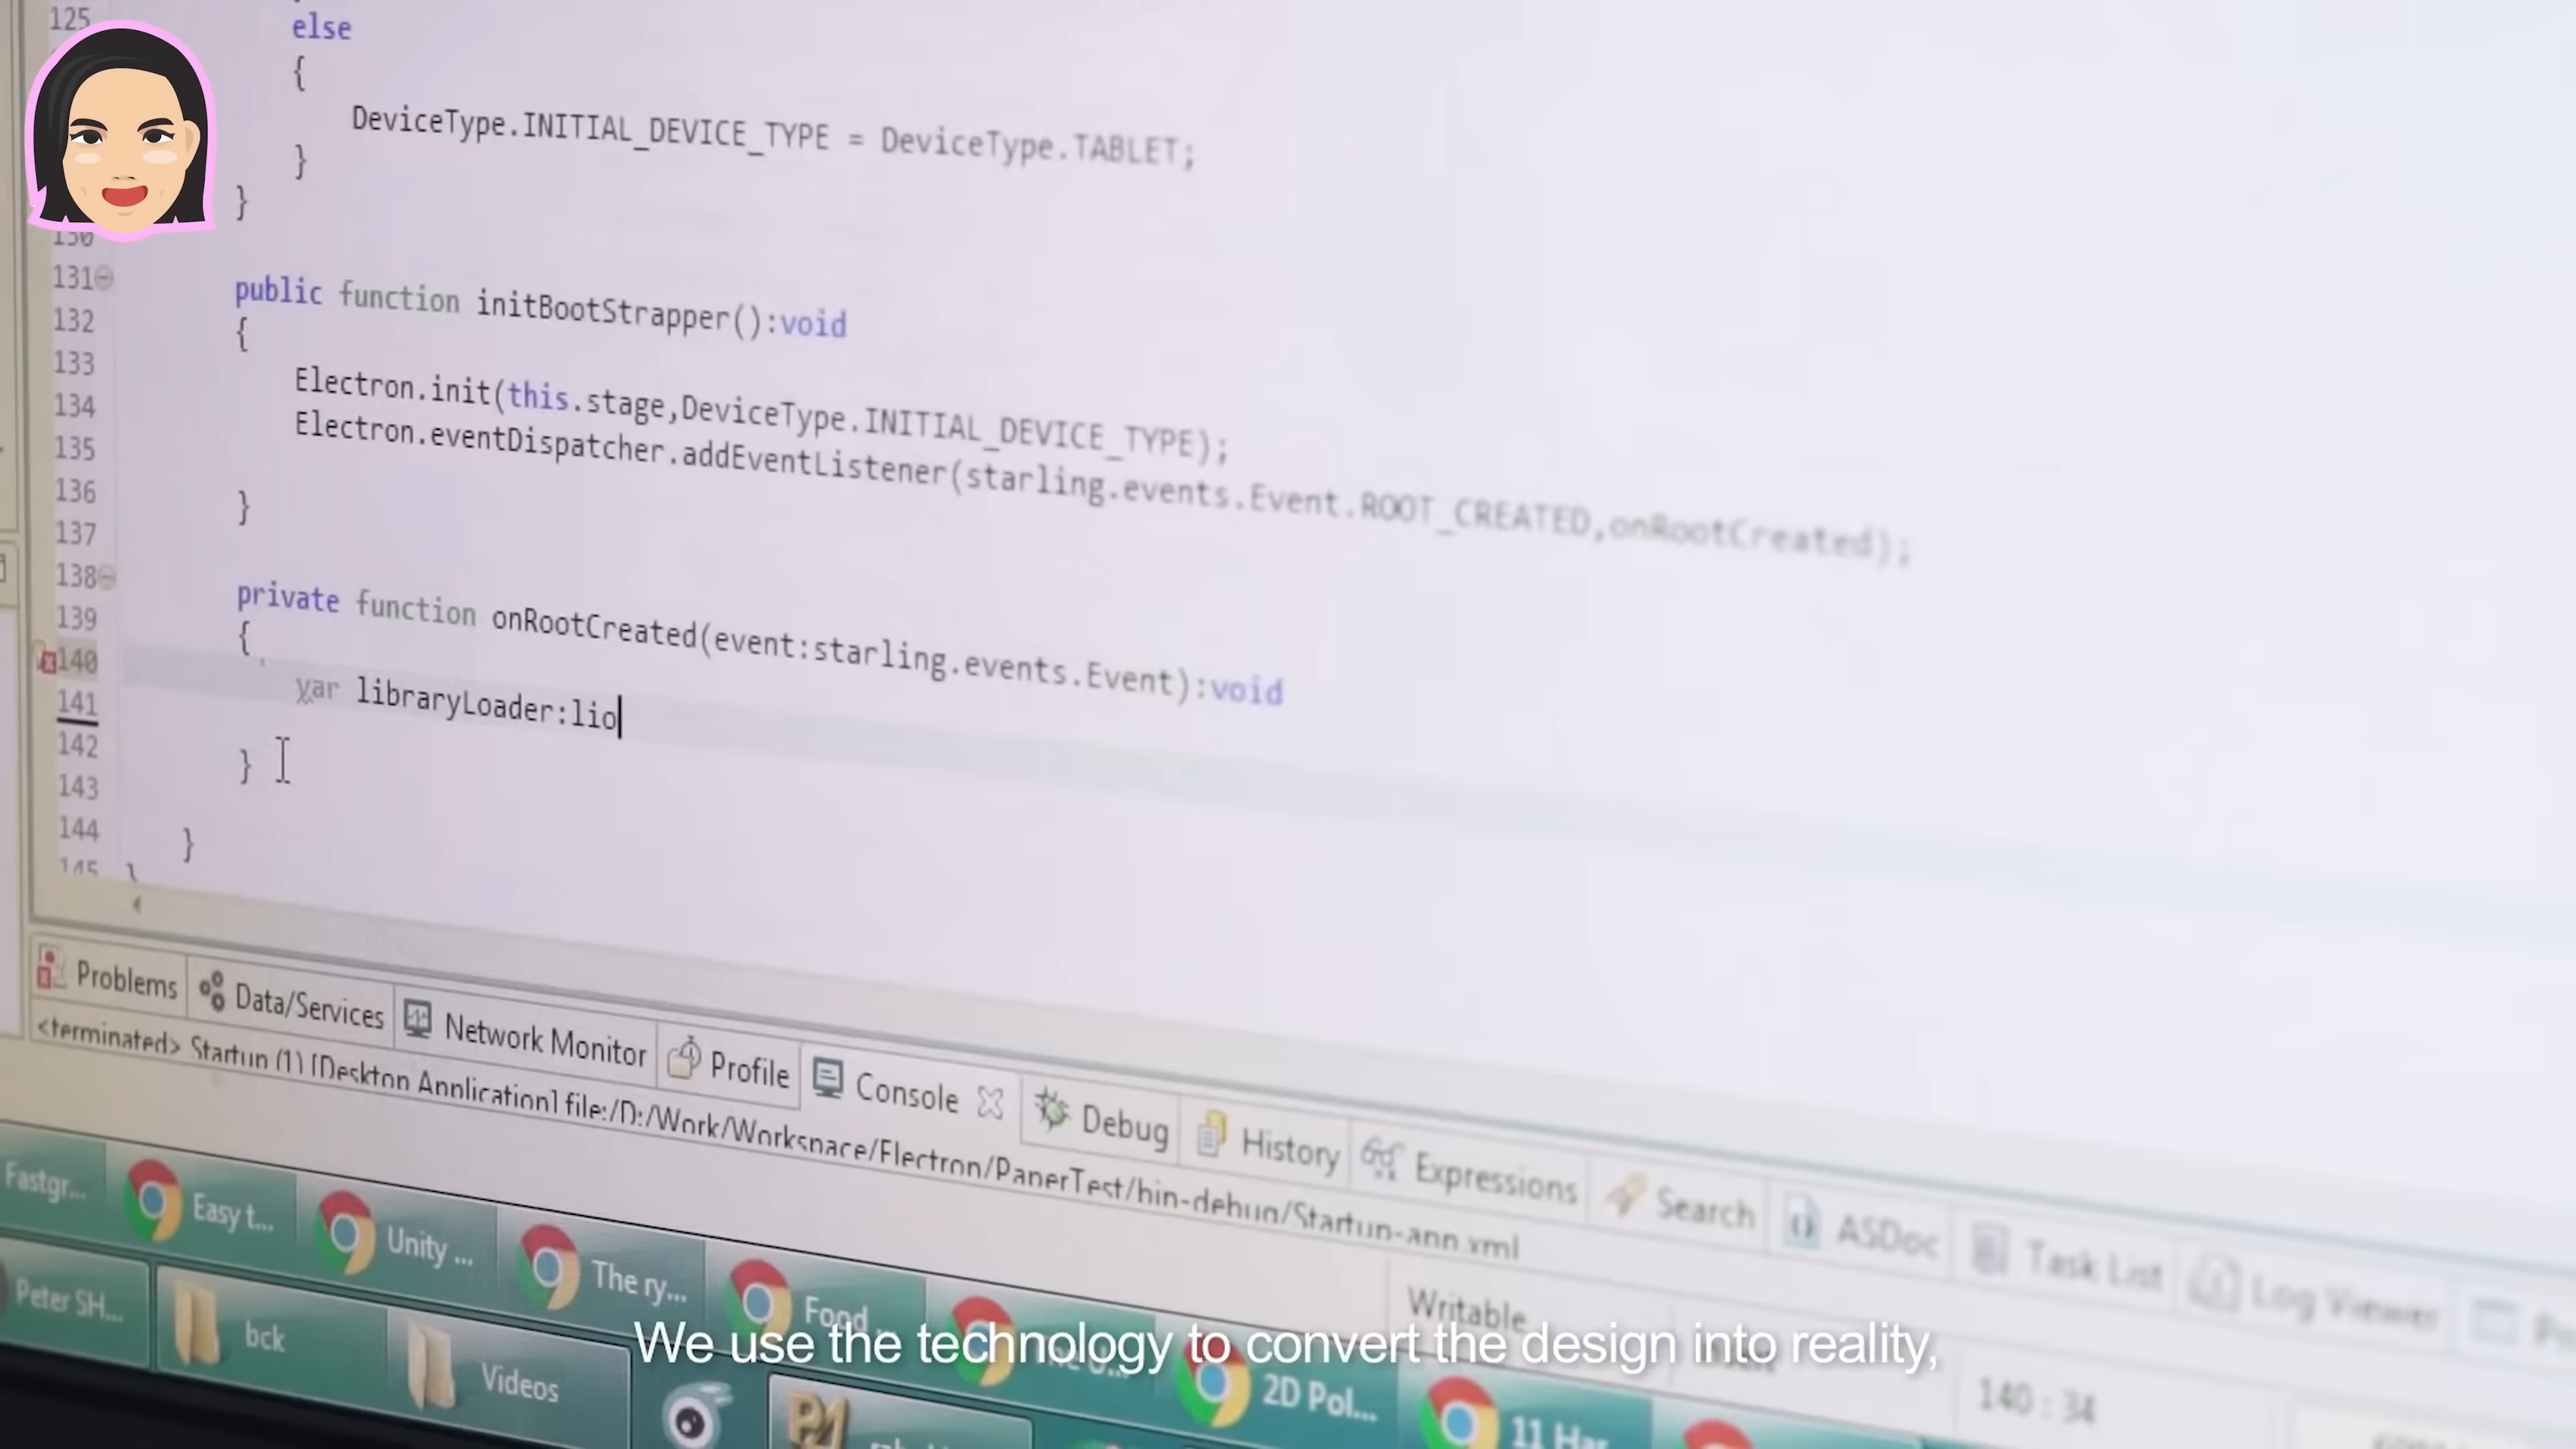 125
else
{
DeviceType.INITIAL_DEVICE_TYPE = DeviceType.TABLET;
}
}
130
131
public function initBootStrapper():void
132
{
133
Electron.init(this.stage,DeviceType.INITIAL_DEVICE_TYPE);
134
Electron.eventDispatcher.addEventListener(starling.events.Event.ROOT_CREATED,onRootCreated);
135
136
}
137
138
private function onRootCreated(event:starling.events.Event):void
139
{
140
var libraryLoader:lio
141
142
}
143
144
}
145
Problems Data/Services Network Monitor Profile Console Debug History Expressions Search ASDoc Task List Log Viewer
<terminated> Startup (1) [Desktop Application] file:/D:/Work/Workspace/Electron/PaperTest/bin-debug/Startup-app.xml
Writable
140 : 34
Fastgr... Easy t... Unity ... The ry... Food 2D Pol... 11 Har
Peter SH... bck Videos
We use the technology to convert the design into reality,